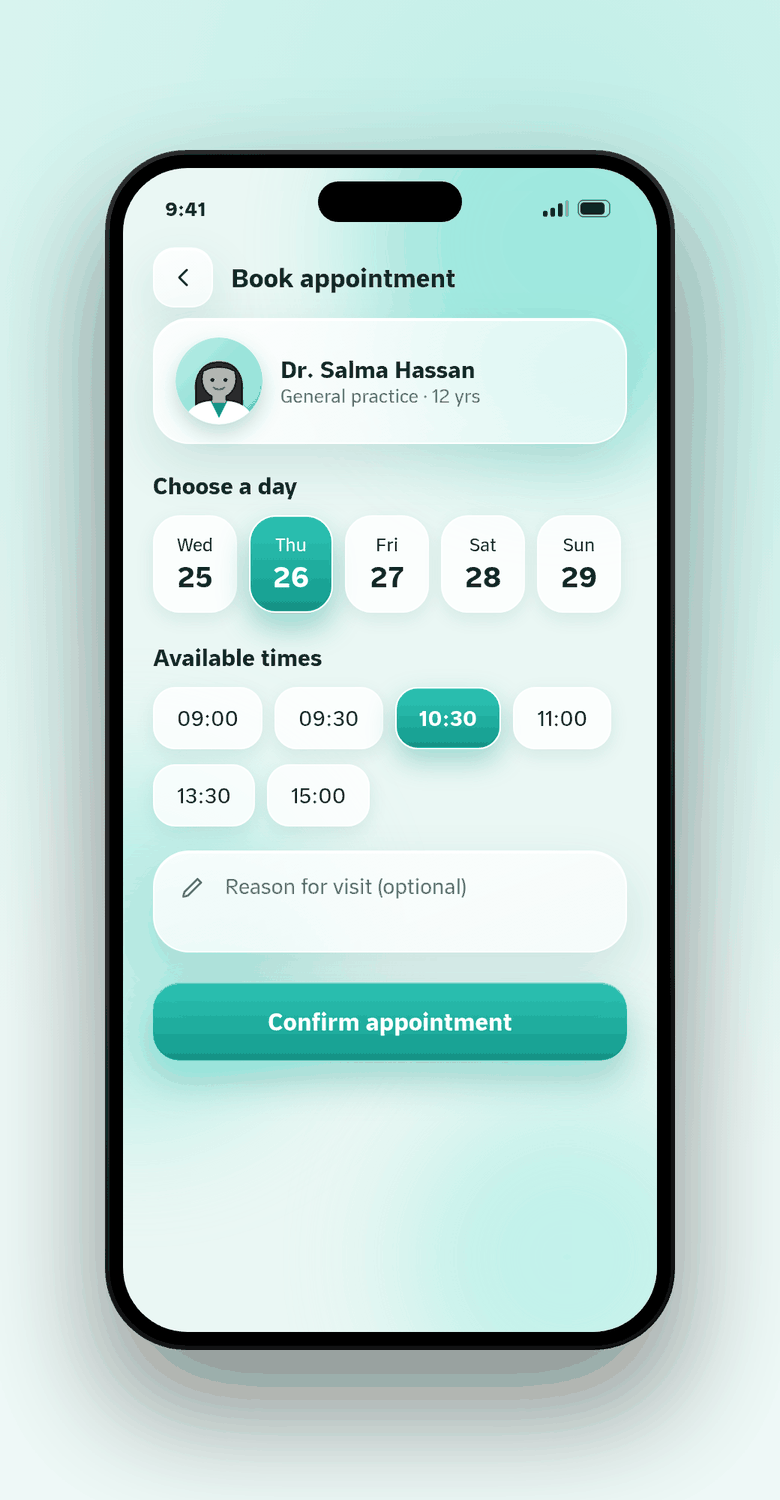 9:41
Book appointment
Dr. Salma Hassan
General practice · 12 yrs
Choose a day
Wed Thu Fri Sat Sun
25 26 27 28 29
Available times
09:00 09:30 10:30 11:00
13:30 15:00
Reason for visit (optional)
Confirm appointment